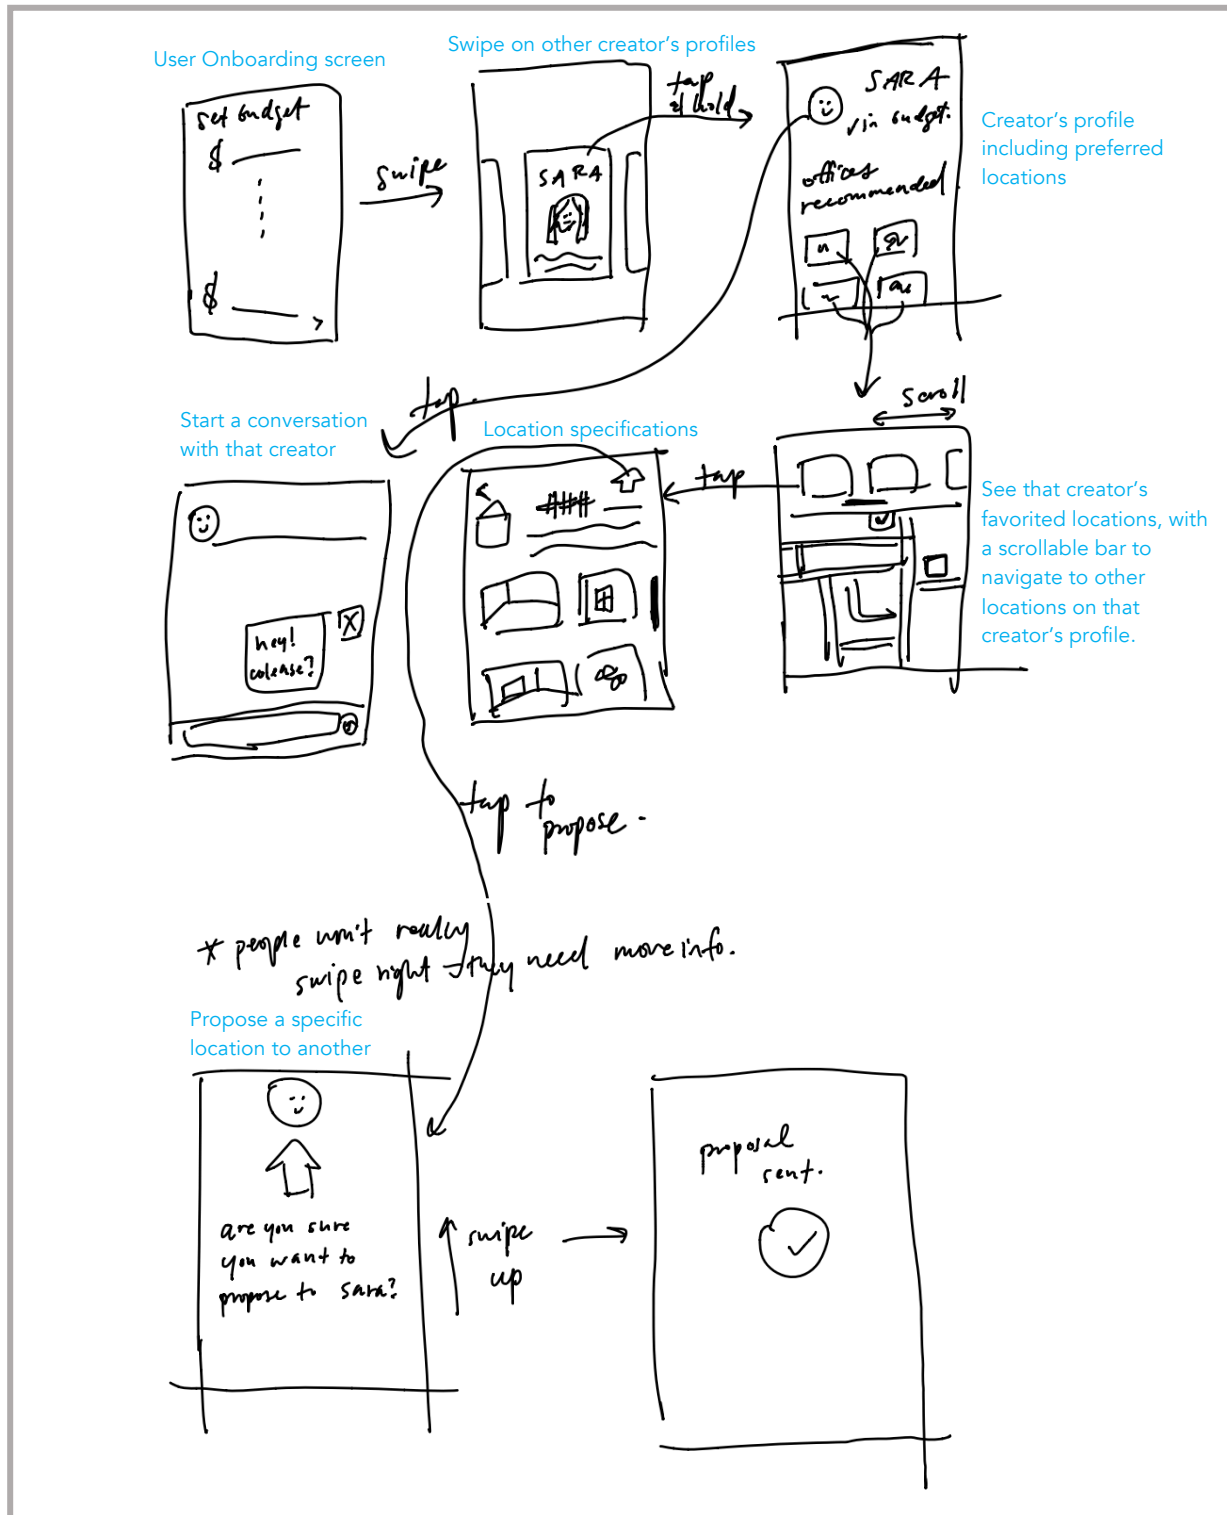 User Onboarding screen
set budget
$
$
swipe
Swipe on other creator's profiles
SARA
tap
& hold
SARA
✓in budget.
offices
recommended
Creator's profile
including preferred
locations
tap.
scroll
Start a conversation
with that creator
hey!
colease?
X
Location specifications
###
tap
See that creator's
favorited locations, with
a scrollable bar to
navigate to other
locations on that
creator's profile.
tap to
propose.
* people won't really
swipe right - they need more info.
Propose a specific
location to another
are you sure
you want to
propose to sara?
swipe
up
proposal
sent.